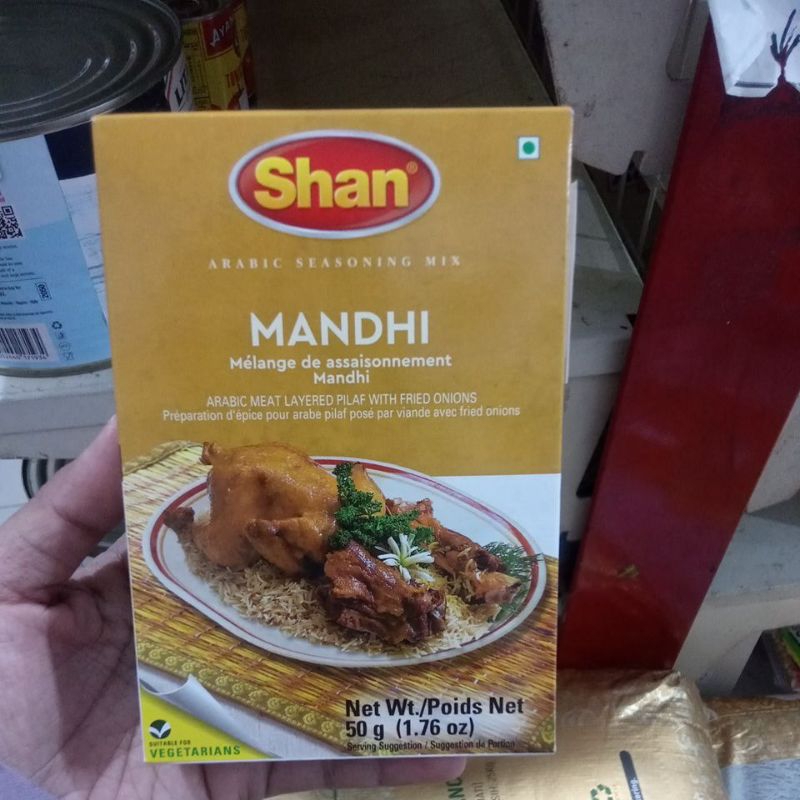 Shan®
ARABIC SEASONING MIX
MANDHI
Mélange de assaisonnement
Mandhi
ARABIC MEAT LAYERED PILAF WITH FRIED ONIONS
Préparation d'épice pour arabe pilaf posé par viande avec fried onions
SUITABLE FOR
VEGETARIANS
Net Wt./Poids Net
50 g (1.76 oz)
Serving Suggestion / Suggestion de Portion